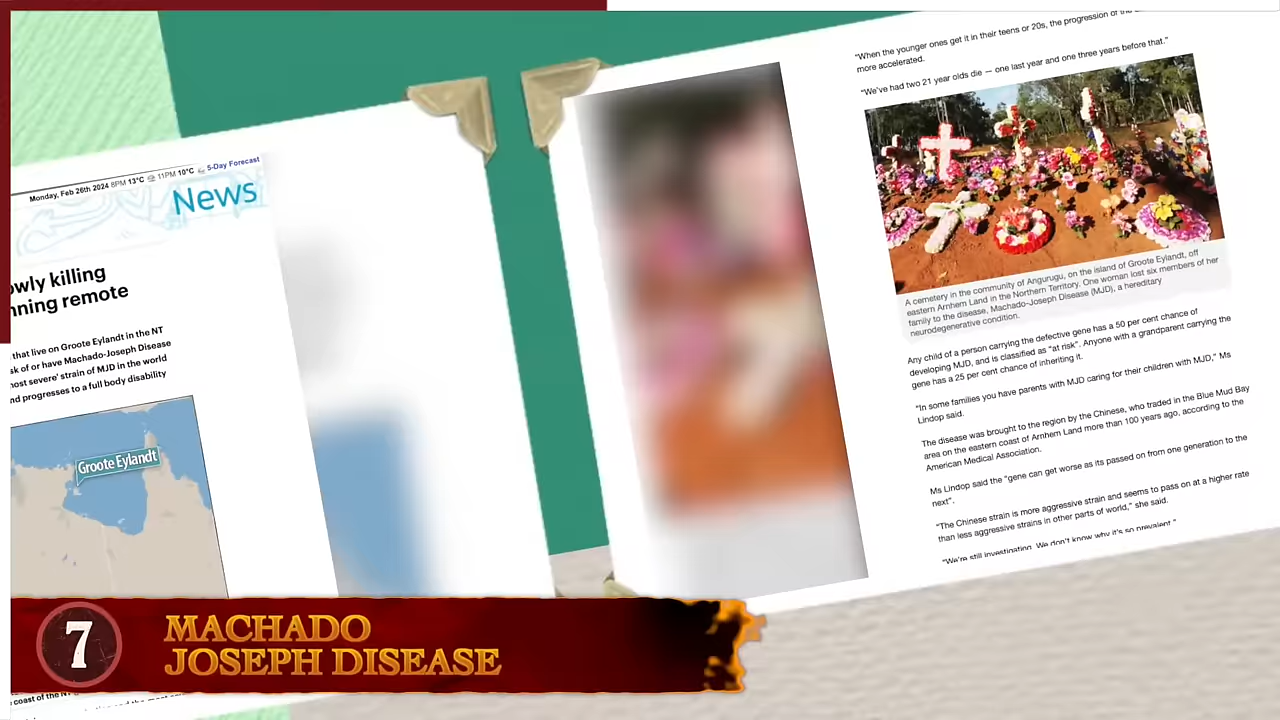 Monday, Feb 26th 2024 8PM 13°C 11PM 10°C 5-Day Forecast
News
owly killing
nning remote
that live on Groote Eylandt in the NT
sk of or have Machado-Joseph Disease
most severe' strain of MJD in the world
nd progresses to a full body disability
Groote Eylandt
coast of the NT
"When the younger ones get it in their teens or 20s, the progression of the
more accelerated.
"We've had two 21 year olds die — one last year and one three years before that."
A cemetery in the community of Angurugu, on the island of Groote Eylandt, off
eastern Arnhem Land in the Northern Territory. One woman lost six members of her
family to the disease, Machado-Joseph Disease (MJD), a hereditary
neurodegenerative condition.
Any child of a person carrying the defective gene has a 50 per cent chance of
developing MJD, and is classified as "at risk". Anyone with a grandparent carrying the
gene has a 25 per cent chance of inheriting it.
"In some families you have parents with MJD caring for their children with MJD," Ms
Lindop said.
The disease was brought to the region by the Chinese, who traded in the Blue Mud Bay
area on the eastern coast of Arnhem Land more than 100 years ago, according to the
American Medical Association.
Ms Lindop said the "gene can get worse as its passed on from one generation to the
next".
"The Chinese strain is more aggressive strain and seems to pass on at a higher rate
than less aggressive strains in other parts of world," she said.
"We're still investigating. We don't know why it's so prevalent."
7
MACHADO
JOSEPH DISEASE